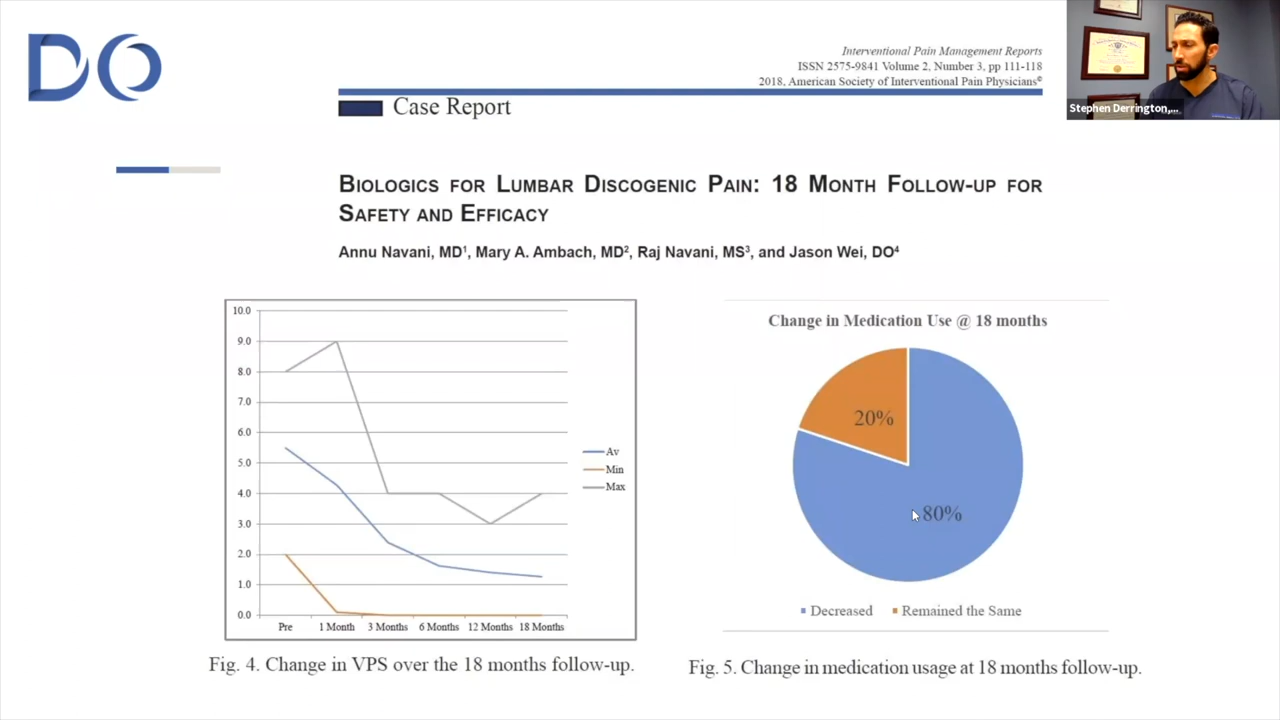 DO
Interventional Pain Management Reports
ISSN 2575-9841 Volume 2, Number 3, pp 111-118
2018, American Society of Interventional Pain Physicians©
Stephen Derrington,...
Case Report
BIOLOGICS FOR LUMBAR DISCOGENIC PAIN: 18 MONTH FOLLOW-UP FOR
SAFETY AND EFFICACY
Annu Navani, MD¹, Mary A. Ambach, MD², Raj Navani, MS³, and Jason Wei, DO⁴
10.0
9.0
8.0
7.0
6.0
5.0
4.0
3.0
2.0
1.0
0.0
Pre 1 Month 3 Months 6 Months 12 Months 18 Months
Av
Min
Max
Fig. 4. Change in VPS over the 18 months follow-up.
Change in Medication Use @ 18 months
20%
80%
Decreased Remained the Same
Fig. 5. Change in medication usage at 18 months follow-up.